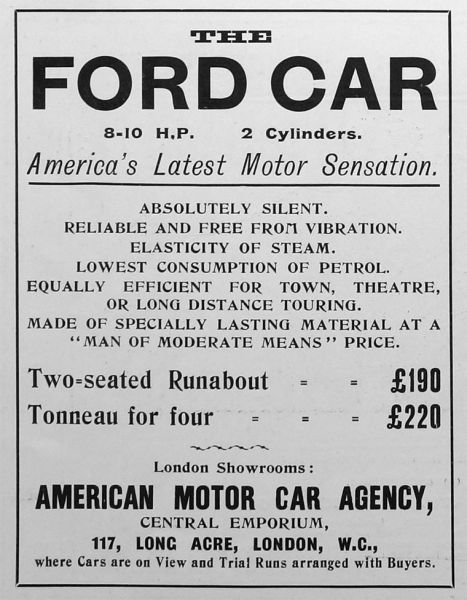 THE
FORD CAR
8-10 H.P. 2 Cylinders.
America's Latest Motor Sensation.
ABSOLUTELY SILENT.
RELIABLE AND FREE FROM VIBRATION.
ELASTICITY OF STEAM.
LOWEST CONSUMPTION OF PETROL.
EQUALLY EFFICIENT FOR TOWN, THEATRE,
OR LONG DISTANCE TOURING.
MADE OF SPECIALLY LASTING MATERIAL AT A
"MAN OF MODERATE MEANS" PRICE.
Two=seated Runabout = = £190
Tonneau for four = = = £220
London Showrooms:
AMERICAN MOTOR CAR AGENCY,
CENTRAL EMPORIUM,
117, LONG ACRE, LONDON, W.C.,
where Cars are on View and Trial Runs arranged with Buyers.